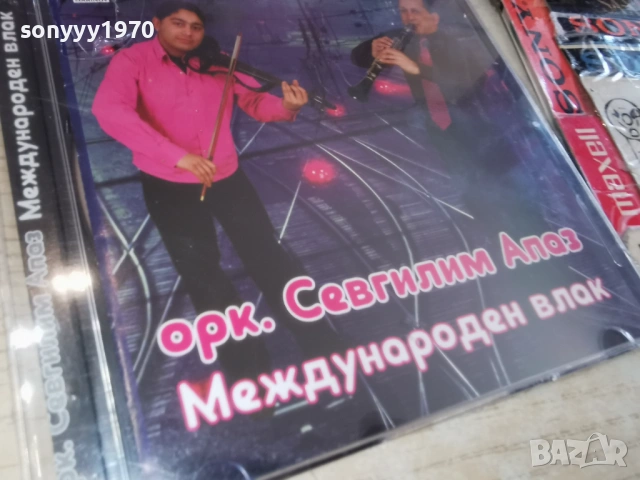 sonyyy1970
орк. Севгилим Апаз
Международен влак
орк. Севгилим Апаз Международен влак
SONY
maxell
BAZAR